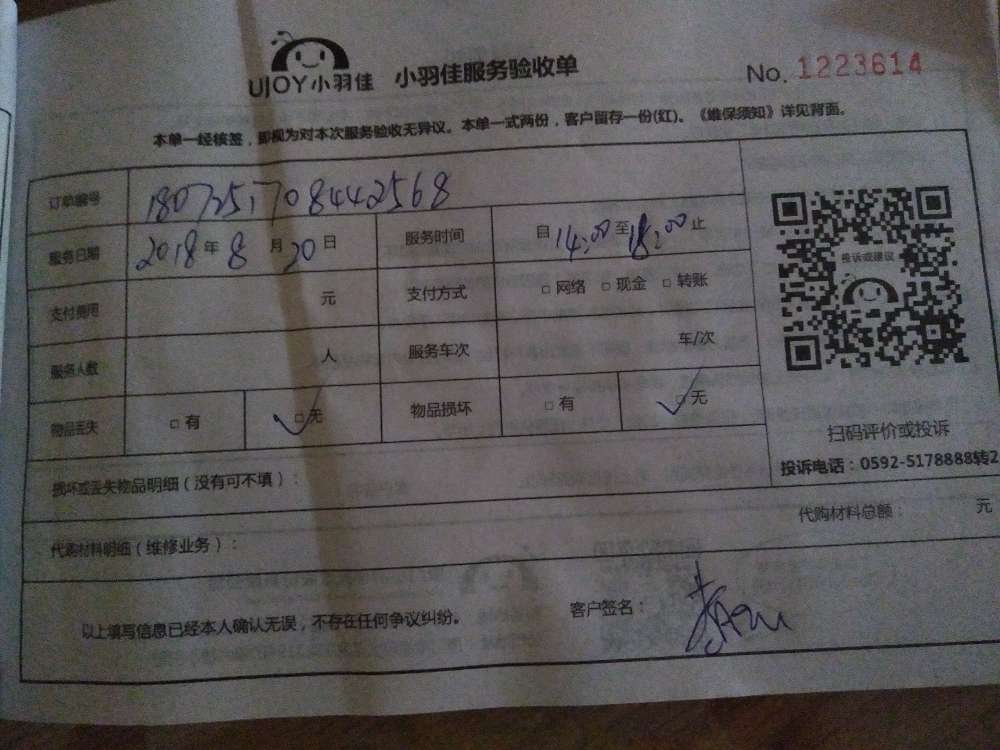 UJOY小羽佳 小羽佳服务验收单 No. 1223614
本单一经核签，即视为对本次服务验收无异议。本单一式两份，客户留存一份(红)。《维保须知》详见背面。
订单编号 1807251708442568
服务日期 2018年8月20日 服务时间 自14:00至18:00止
投诉或建议
支付费用 元 支付方式 □网络 □现金 □转账
服务人数 人 服务车次 车/次
物品丢失 □有 ☑无 物品损坏 □有 ☑无
扫码评价或投诉
投诉电话：0592-5178888转2
损坏或丢失物品明细（没有可不填）：
代购材料明细（维修业务）： 代购材料总额： 元
以上填写信息已经本人确认无误，不存在任何争议纠纷。 客户签名：